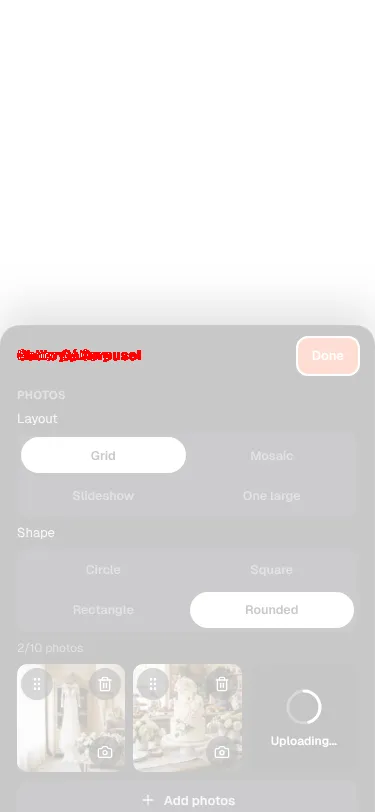 Done
PHOTOS
Layout
Grid
Mosaic
Slideshow
One large
Shape
Circle
Square
Rectangle
Rounded
2/10 photos
Uploading...
Add photos